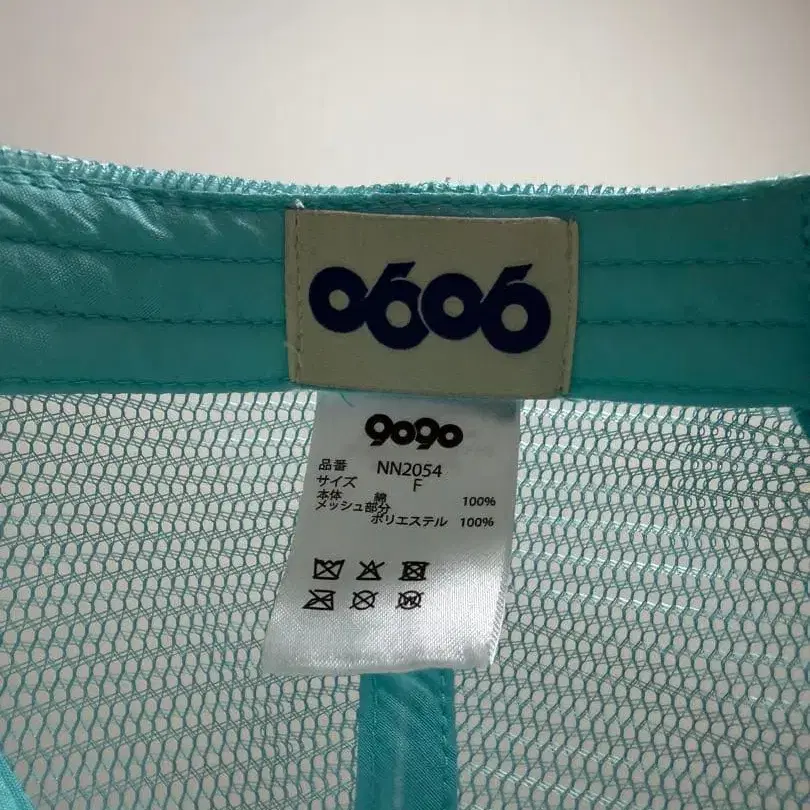 0606
9090
品番 NN2054
サイズ F
本体 綿 100%
メッシュ部分
ポリエステル 100%